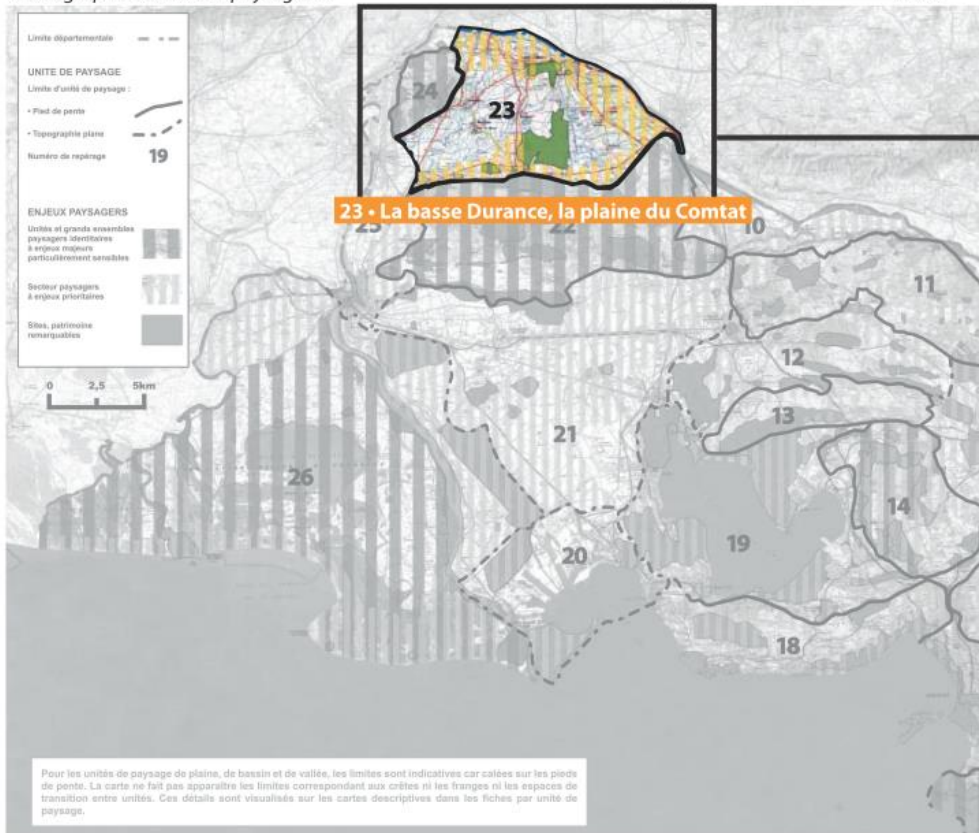 Limite départementale
UNITE DE PAYSAGE
Limite d'unité de paysage :
• Pied de pente
• Topographie plane
Numéro de repérage
19
ENJEUX PAYSAGERS
Unités et grands ensembles
paysagers identitaires
à enjeux majeurs
particulièrement sensibles
Secteur paysagers
à enjeux prioritaires
Sites, patrimoine
remarquables
0 2,5 5km
24
23
23 • La basse Durance, la plaine du Comtat
25
22
10
11
12
13
21
26
14
19
20
18
Pour les unités de paysage de plaine, de bassin et de vallée, les limites sont indicatives car calées sur les pieds
de pente. La carte ne fait pas apparaître les limites correspondant aux crêtes ni les franges ni les espaces de
transition entre unités. Ces détails sont visualisés sur les cartes descriptives dans les fiches par unité de
paysage.